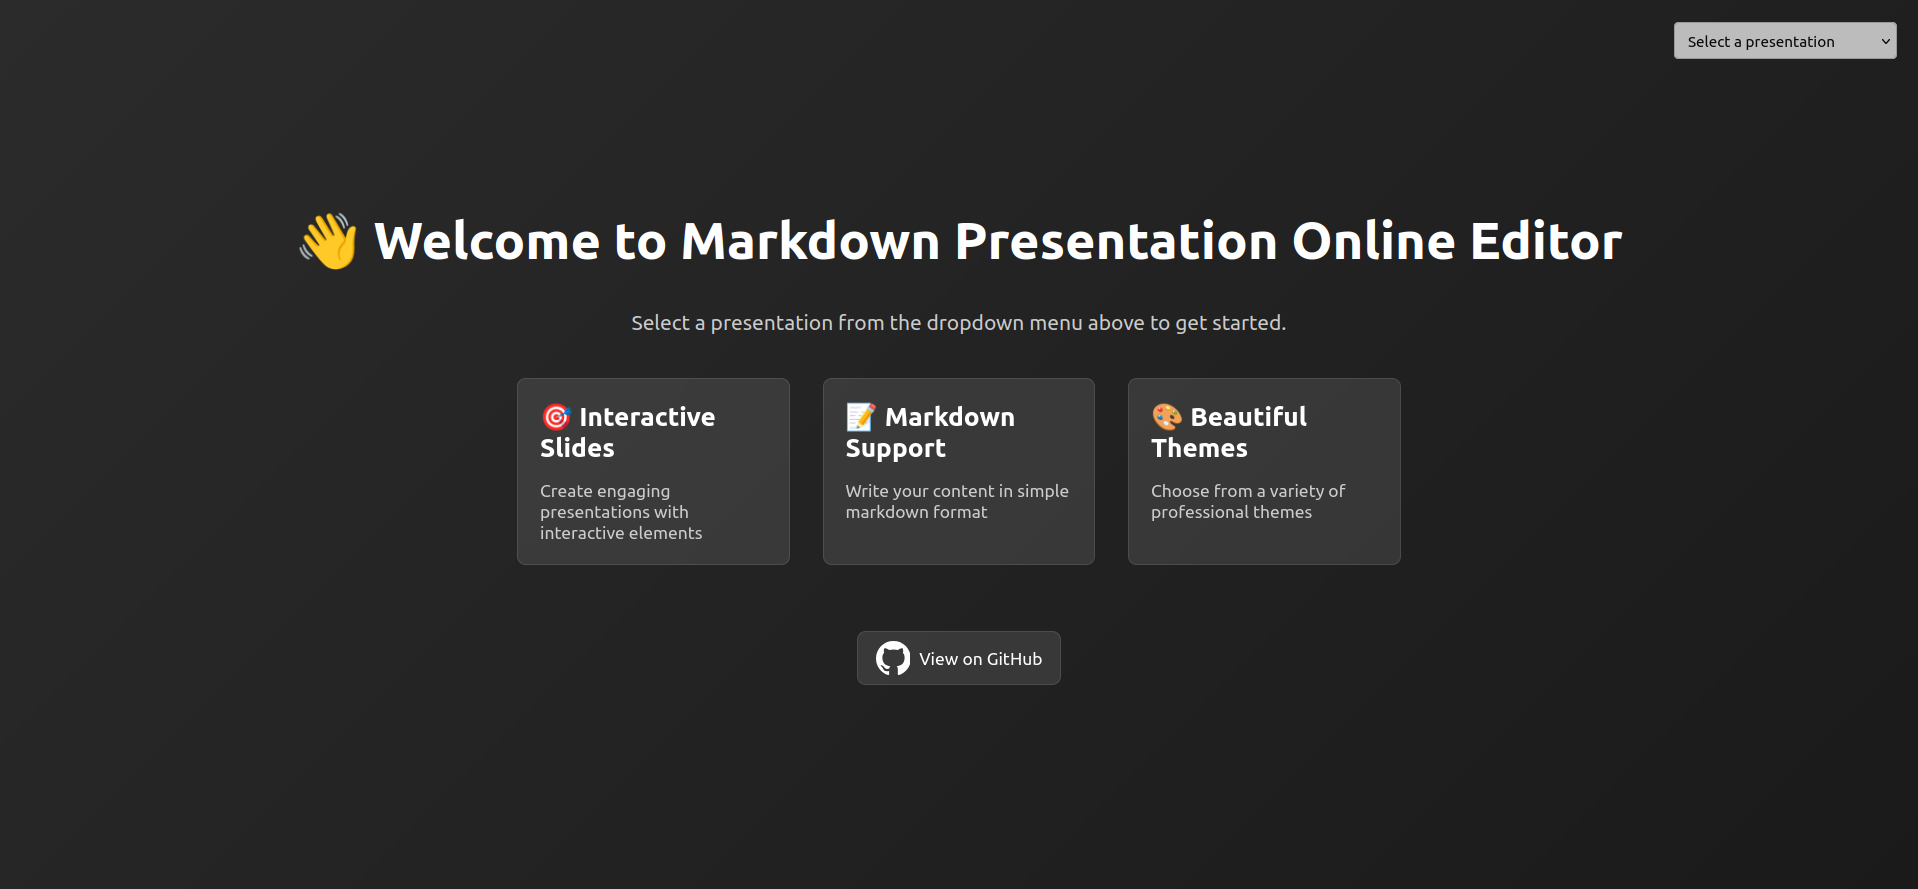 Select a presentation
👋 Welcome to Markdown Presentation Online Editor
Select a presentation from the dropdown menu above to get started.
🎯 Interactive
Slides
Create engaging
presentations with
interactive elements
📝 Markdown
Support
Write your content in simple
markdown format
🎨 Beautiful
Themes
Choose from a variety of
professional themes
View on GitHub